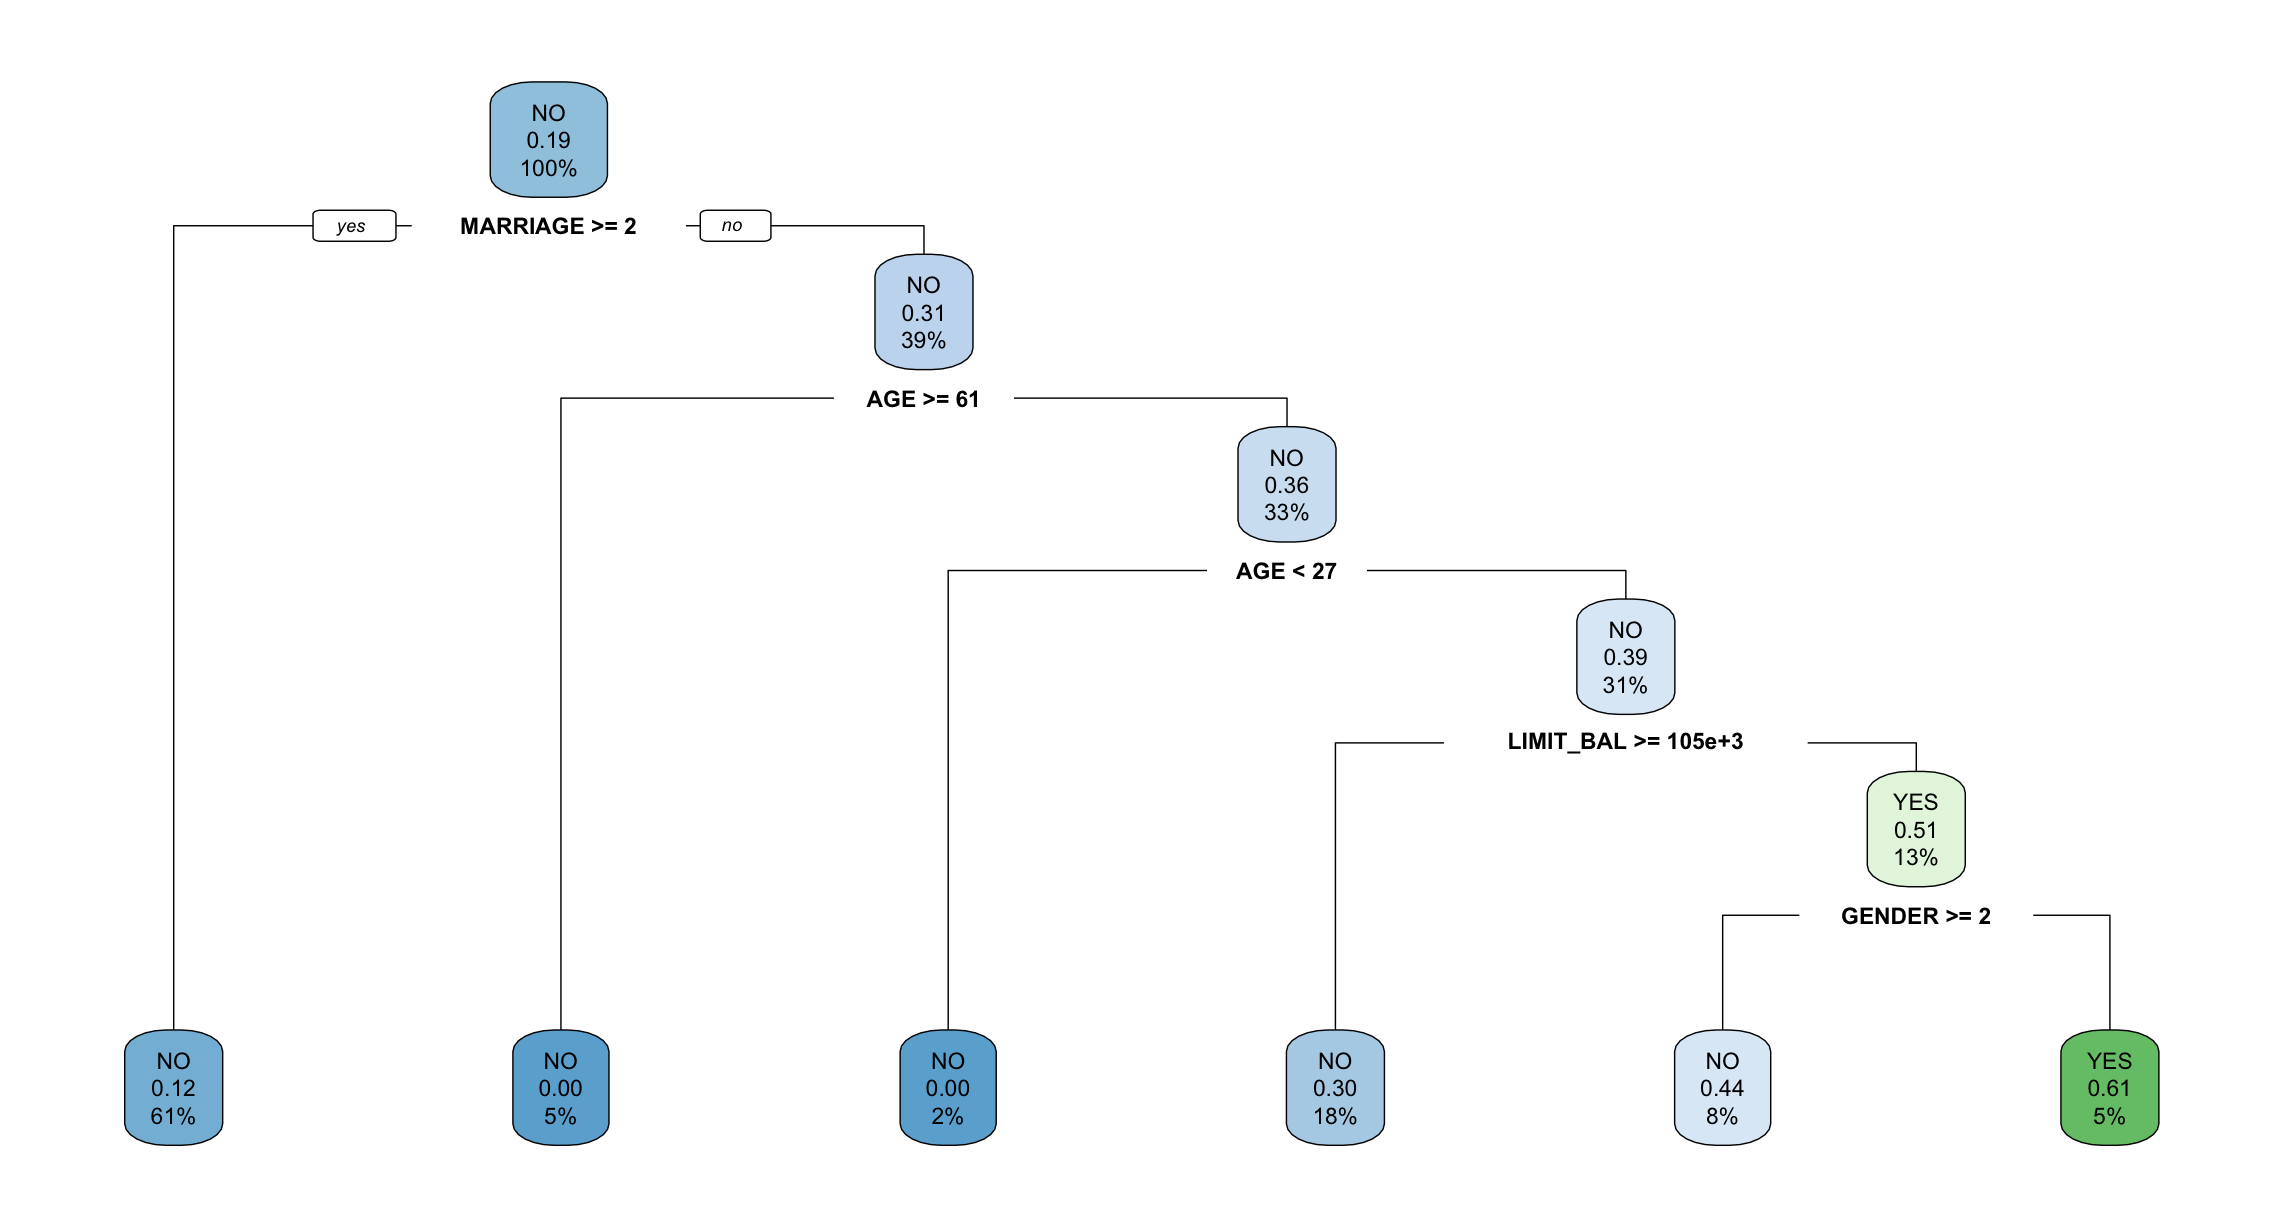 NO
0.19
100%
yes
MARRIAGE >= 2
no
NO
0.31
39%
AGE >= 61
NO
0.36
33%
AGE < 27
NO
0.39
31%
LIMIT_BAL >= 105e+3
YES
0.51
13%
GENDER >= 2
NO
0.12
61%
NO
0.00
5%
NO
0.00
2%
NO
0.30
18%
NO
0.44
8%
YES
0.61
5%